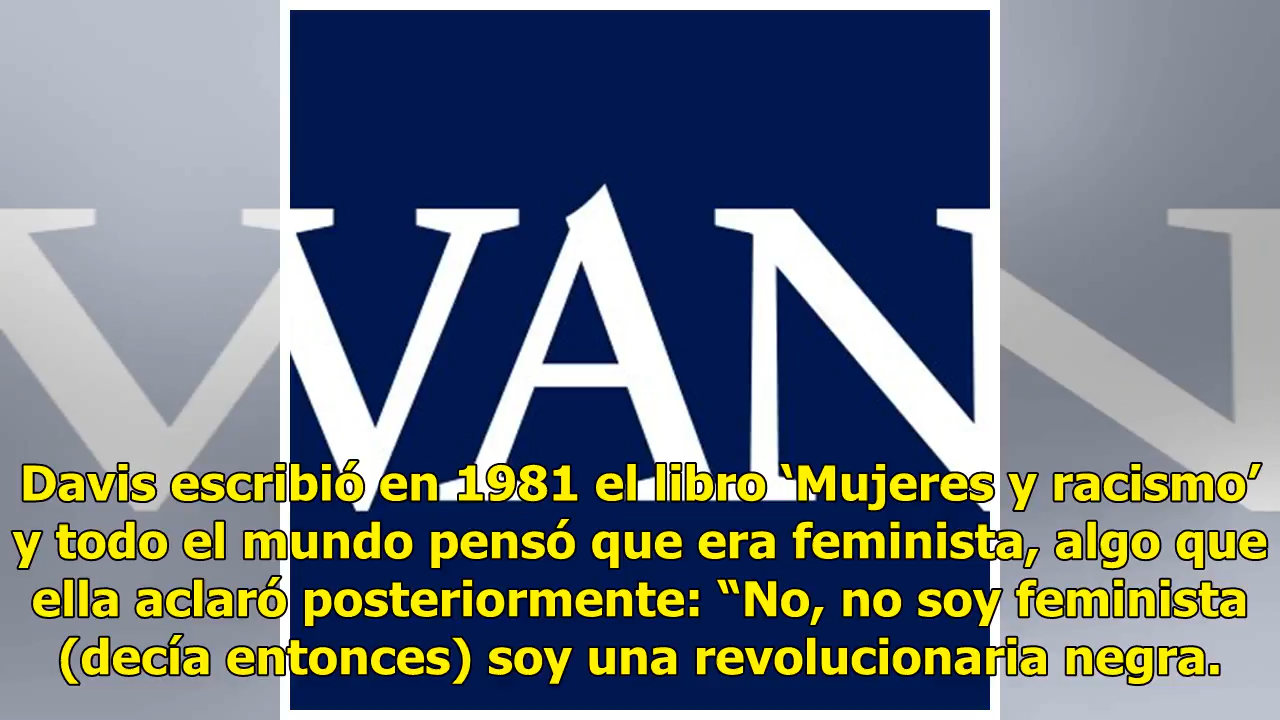 VAN
Davis escribió en 1981 el libro ‘Mujeres y racismo’
y todo el mundo pensó que era feminista, algo que
ella aclaró posteriormente: “No, no soy feminista
(decía entonces) soy una revolucionaria negra.